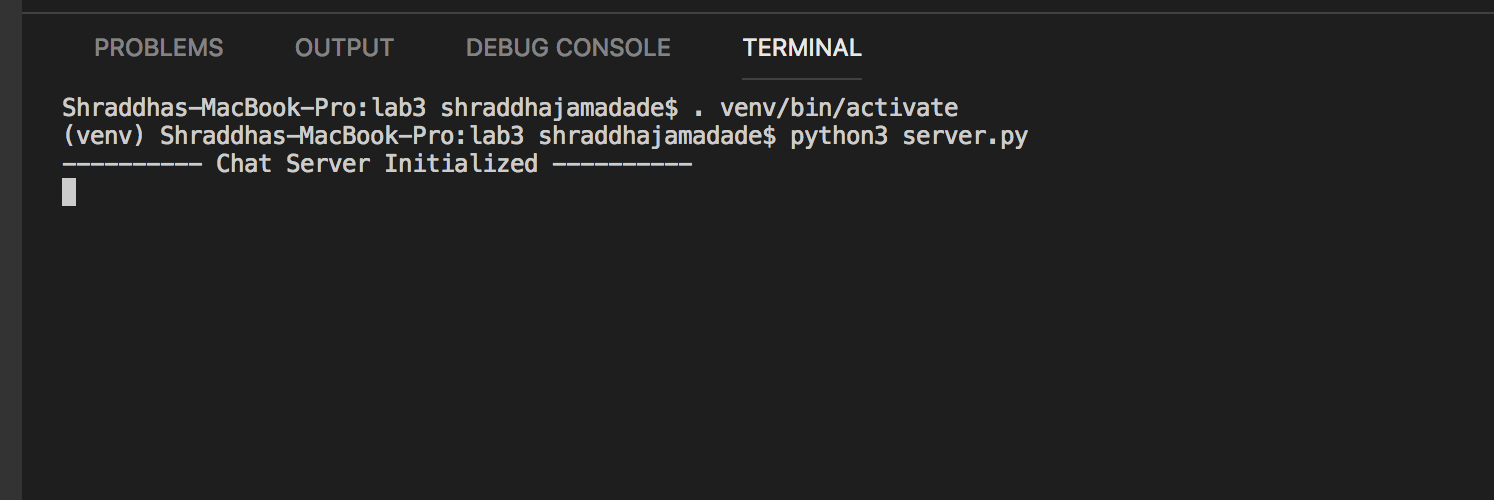 PROBLEMS OUTPUT DEBUG CONSOLE TERMINAL
Shraddhas-MacBook-Pro:lab3 shraddhajamadade$ . venv/bin/activate
(venv) Shraddhas-MacBook-Pro:lab3 shraddhajamadade$ python3 server.py
---------- Chat Server Initialized ----------